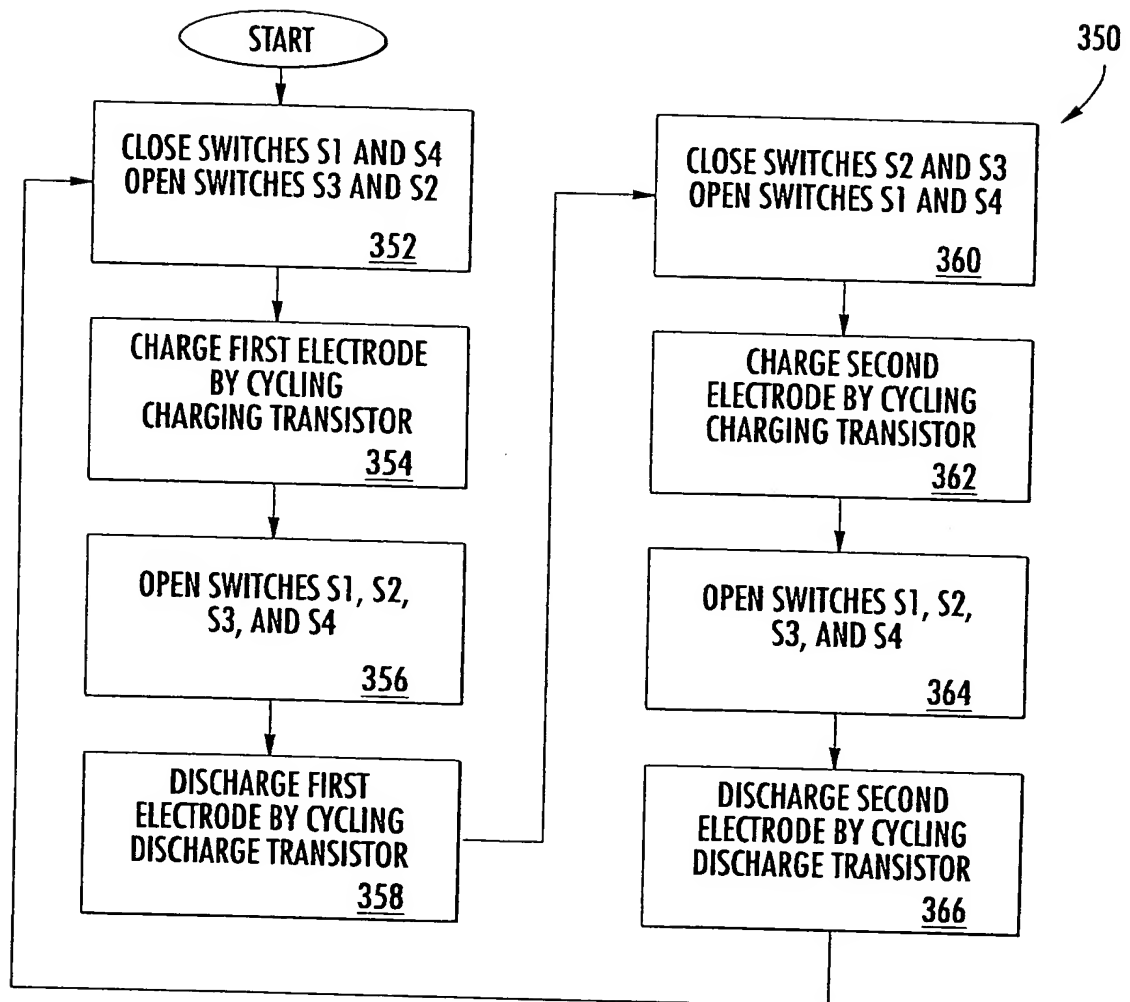 START
350
CLOSE SWITCHES S1 AND S4
OPEN SWITCHES S3 AND S2
352
CHARGE FIRST ELECTRODE
BY CYCLING
CHARGING TRANSISTOR
354
OPEN SWITCHES S1, S2,
S3, AND S4
356
DISCHARGE FIRST
ELECTRODE BY CYCLING
DISCHARGE TRANSISTOR
358
CLOSE SWITCHES S2 AND S3
OPEN SWITCHES S1 AND S4
360
CHARGE SECOND
ELECTRODE BY CYCLING
CHARGING TRANSISTOR
362
OPEN SWITCHES S1, S2,
S3, AND S4
364
DISCHARGE SECOND
ELECTRODE BY CYCLING
DISCHARGE TRANSISTOR
366